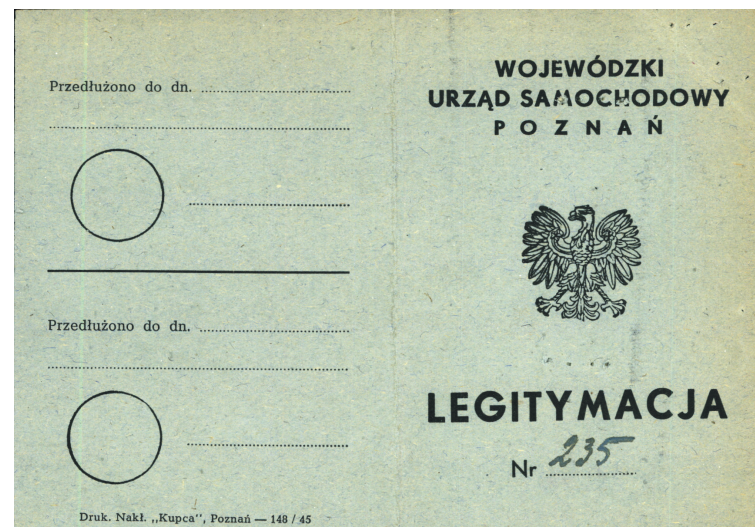 Przedłużono do dn.
Przedłużono do dn.
Druk. Nakł. „Kupca”, Poznań — 148 / 45
WOJEWÓDZKI
URZĄD SAMOCHODOWY
POZNAŃ
LEGITYMACJA
Nr 235